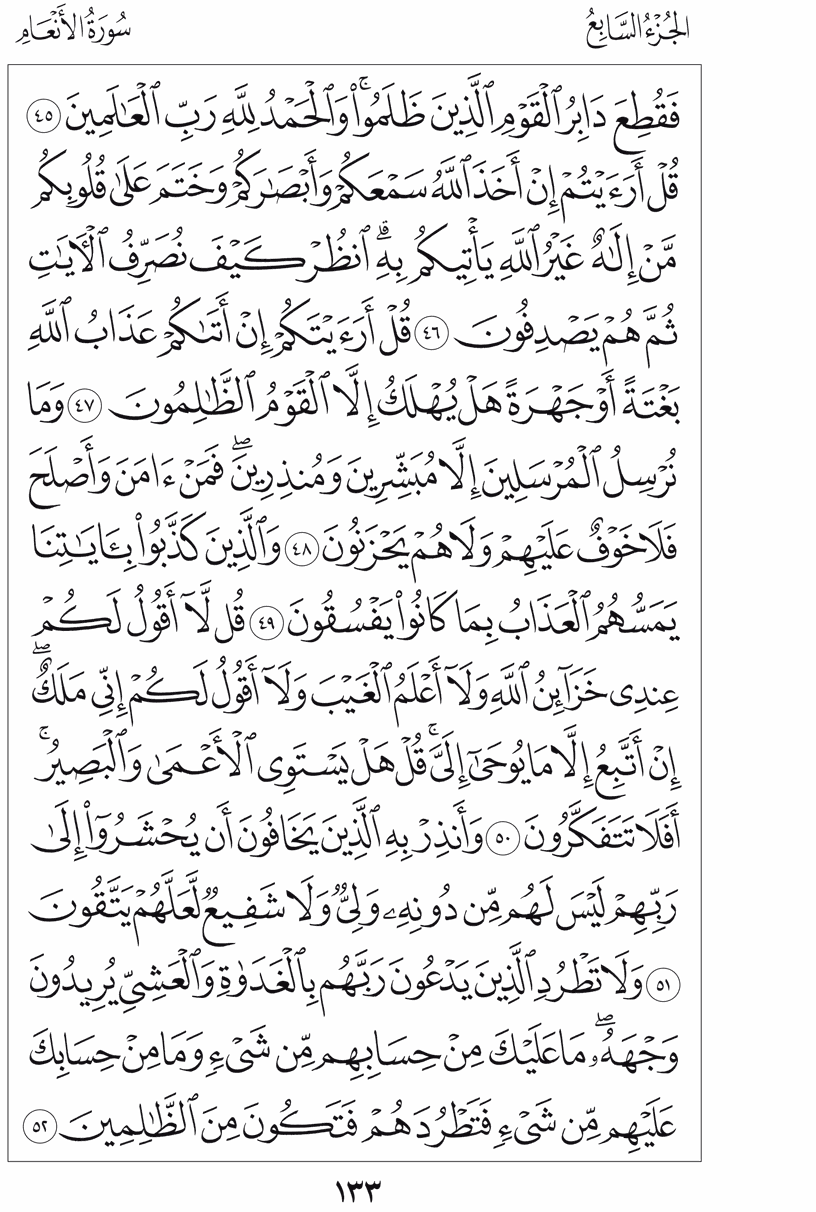 الجُزْءُ السَّابِعُ
سُورَةُ الأَنْعَامِ
فَقُطِعَ دَابِرُ ٱلْقَوْمِ ٱلَّذِينَ ظَلَمُوا۟ۚ وَٱلْحَمْدُ لِلَّهِ رَبِّ ٱلْعَـٰلَمِينَ ٤٥
قُلْ أَرَءَيْتُمْ إِنْ أَخَذَ ٱللَّهُ سَمْعَكُمْ وَأَبْصَـٰرَكُمْ وَخَتَمَ عَلَىٰ قُلُوبِكُم
مَّنْ إِلَـٰهٌ غَيْرُ ٱللَّهِ يَأْتِيكُم بِهِۗ ٱنظُرْ كَيْفَ نُصَرِّفُ ٱلْـَٔايَـٰتِ
ثُمَّ هُمْ يَصْدِفُونَ ٤٦ قُلْ أَرَءَيْتَكُمْ إِنْ أَتَىٰكُمْ عَذَابُ ٱللَّهِ
بَغْتَةً أَوْ جَهْرَةً هَلْ يُهْلَكُ إِلَّا ٱلْقَوْمُ ٱلظَّـٰلِمُونَ ٤٧ وَمَا
نُرْسِلُ ٱلْمُرْسَلِينَ إِلَّا مُبَشِّرِينَ وَمُنذِرِينَۖ فَمَنْ ءَامَنَ وَأَصْلَحَ
فَلَا خَوْفٌ عَلَيْهِمْ وَلَا هُمْ يَحْزَنُونَ ٤٨ وَٱلَّذِينَ كَذَّبُوا۟ بِـَٔايَـٰتِنَا
يَمَسُّهُمُ ٱلْعَذَابُ بِمَا كَانُوا۟ يَفْسُقُونَ ٤٩ قُل لَّآ أَقُولُ لَكُمْ
عِندِى خَزَآئِنُ ٱللَّهِ وَلَآ أَعْلَمُ ٱلْغَيْبَ وَلَآ أَقُولُ لَكُمْ إِنِّى مَلَكٌۖ
إِنْ أَتَّبِعُ إِلَّا مَا يُوحَىٰٓ إِلَىَّۚ قُلْ هَلْ يَسْتَوِى ٱلْأَعْمَىٰ وَٱلْبَصِيرُۚ
أَفَلَا تَتَفَكَّرُونَ ٥٠ وَأَنذِرْ بِهِ ٱلَّذِينَ يَخَافُونَ أَن يُحْشَرُوٓا۟ إِلَىٰ
رَبِّهِمْ لَيْسَ لَهُم مِّن دُونِهِۦ وَلِىٌّ وَلَا شَفِيعٌ لَّعَلَّهُمْ يَتَّقُونَ
٥١ وَلَا تَطْرُدِ ٱلَّذِينَ يَدْعُونَ رَبَّهُم بِٱلْغَدَوٰةِ وَٱلْعَشِىِّ يُرِيدُونَ
وَجْهَهُۥۖ مَا عَلَيْكَ مِنْ حِسَابِهِم مِّن شَىْءٍ وَمَا مِنْ حِسَابِكَ
عَلَيْهِم مِّن شَىْءٍ فَتَطْرُدَهُمْ فَتَكُونَ مِنَ ٱلظَّـٰلِمِينَ ٥٢
١٣٣